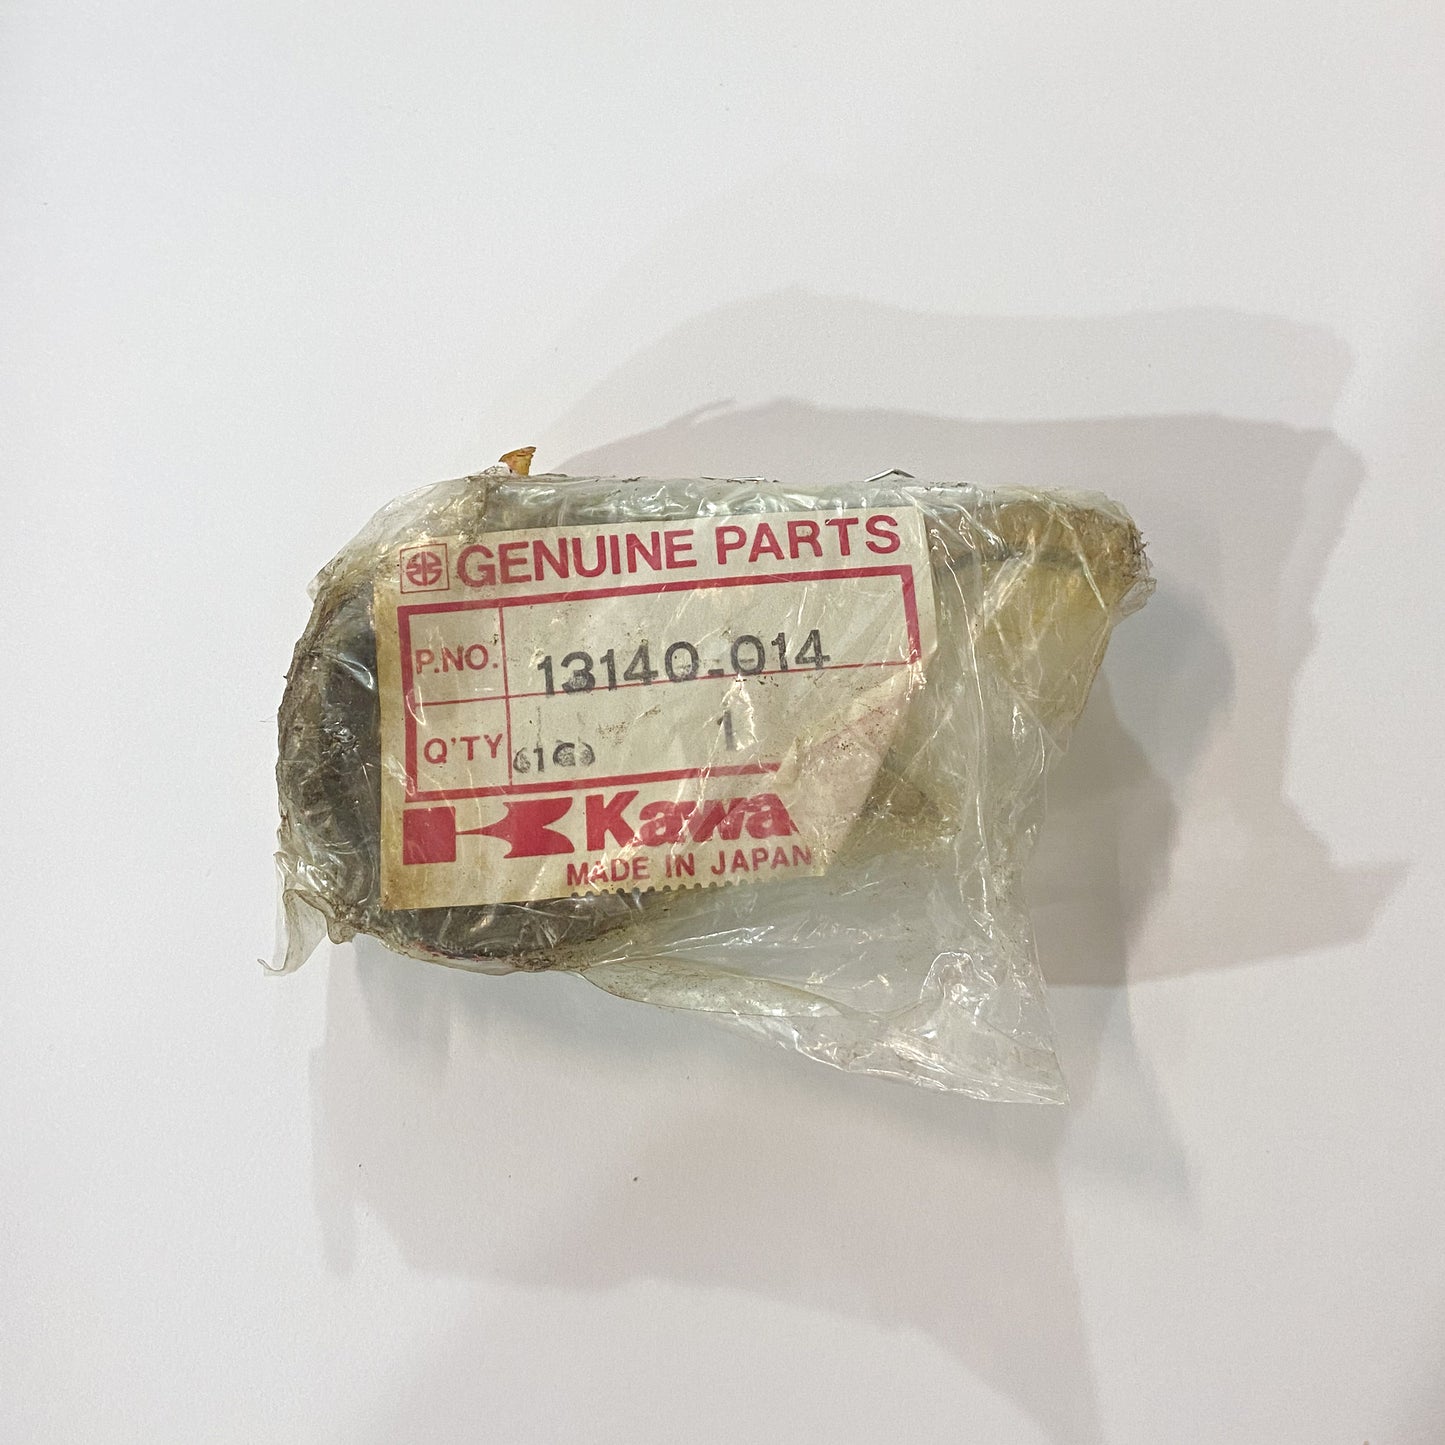 GENUINE PARTS
P.NO. 13140-014
Q'TY 1
Kawa
MADE IN JAPAN